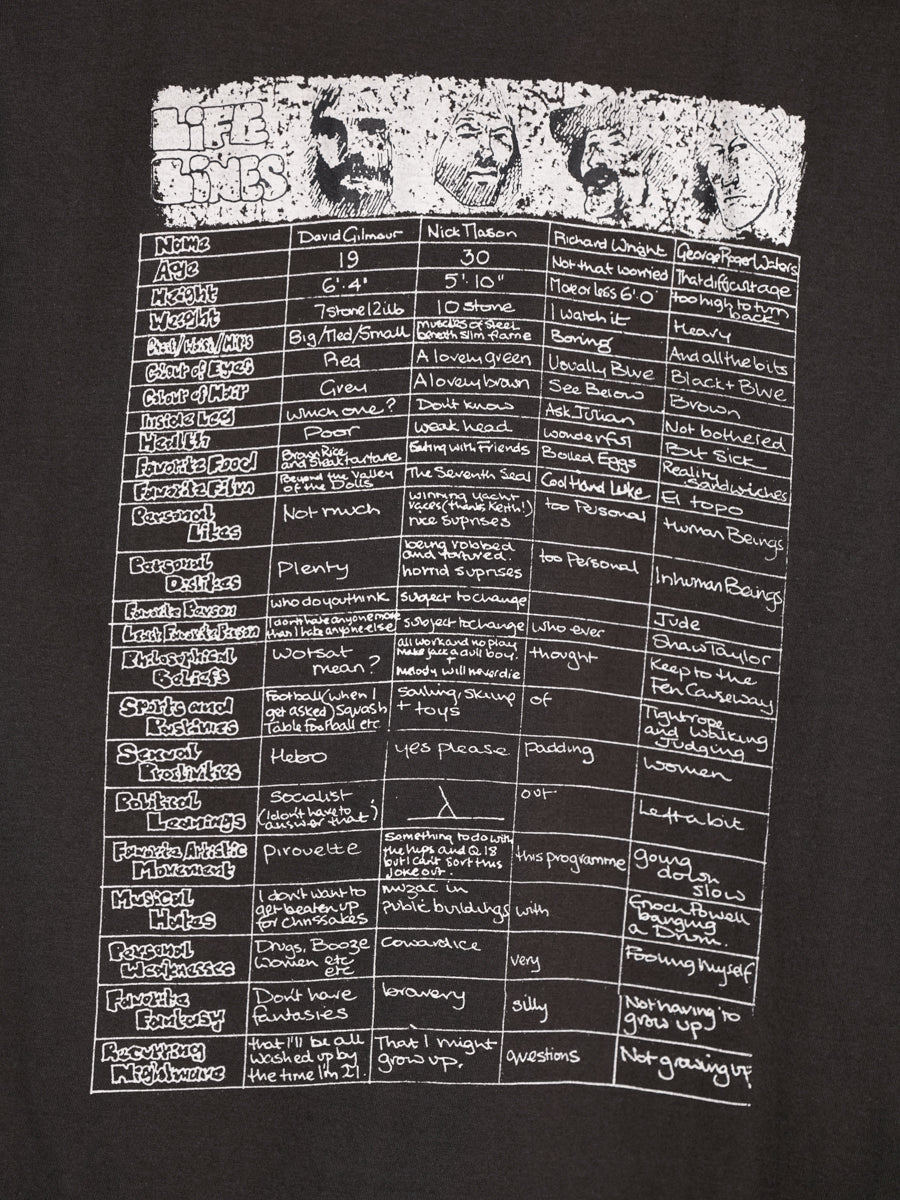 LIFE
LINES
Name David Gilmour Nick Mason Richard Wright George Roger Waters
Age 19 30 Not that worried That difficult age
Height 6'.4" 5'.10" More or less 6'.0" too high to turn
back
Weight 7 stone 12 ilb 10 stone I watch it Heavy
Bust/Waist/Hips Big/Med/Small muscles of steel
beneath slim flame Boring And all the bits
Colour of Eyes Red A lovely green Usually Blue Black + Blue
Colour of Hair Grey A lovely brown See Below Brown
Inside Leg which one? Don't know Ask Julian Not bothered
Health Poor weak head wonderful But Sick
Favorite Food Brown Rice
and Steak tartare Eating with Friends Boiled Eggs Reality
sandwiches
Favorite Film Beyond the Valley
of the Dolls The Seventh Seal Cool Hand Luke El topo
Personal
Likes Not much winning yacht
races (thanks Keith!)
nice suprises too Personal Human Beings
Personal
Dislikes Plenty being robbed
and tortured
horrid suprises too Personal Inhuman Beings
Favorite Person who do you think subject to change Jude
Least Favorite Person I don't have anyone more
than I hate anyone else subject to change who ever Shaw Taylor
Philosophical
Beliefs Wotsat
mean? all work and no play
make jack a dull boy.
+
Melody will never die thought Keep to the
Fen Causeway
Sports and
Pastimes Football (when I
get asked) Squash
Table football etc. sailing, skiing
+ toys of Tightrope
and walking
Judging
Sexual
Proclivities Hebro yes please padding women
Political
Leanings Socialist
(I don't have to
answer that) λ out Left a bit
Favorite Artistic
Movement pirouette Something to do with
the hips and Q 18
but I can't sort this
joke out. this programme going
down
slow
Musical
Hates I don't want to
get beaten up
for chrissakes muzac in
public buildings with Enoch Powell
banging
a Drum.
Personal
Weaknesses Drugs, Booze
Women etc
etc cowardice very Fooling myself
Favorite
Fantasy Don't have
fantasies bravery silly Not having to
grow up
Recurring
Nightmare that I'll be all
washed up by
the time I'm 21. That I might
grow up. questions Not growing up